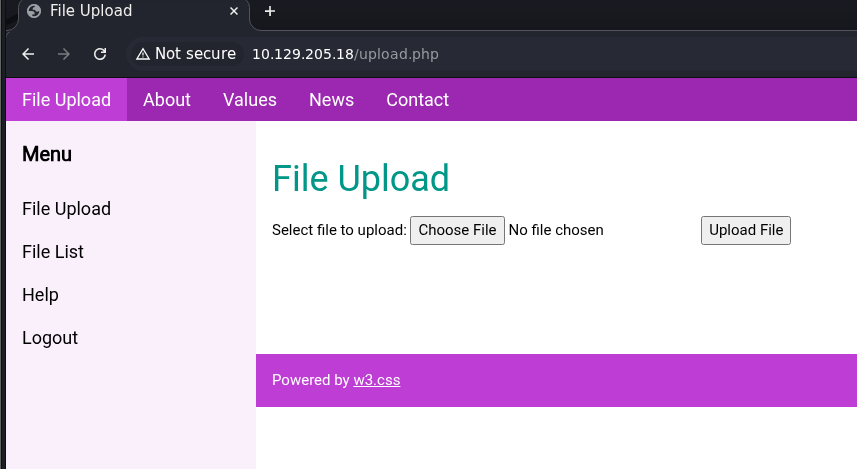 File Upload
Not secure 10.129.205.18/upload.php
File Upload About Values News Contact
Menu
File Upload
File List
Help
Logout
File Upload
Select file to upload: Choose File No file chosen Upload File
Powered by w3.css